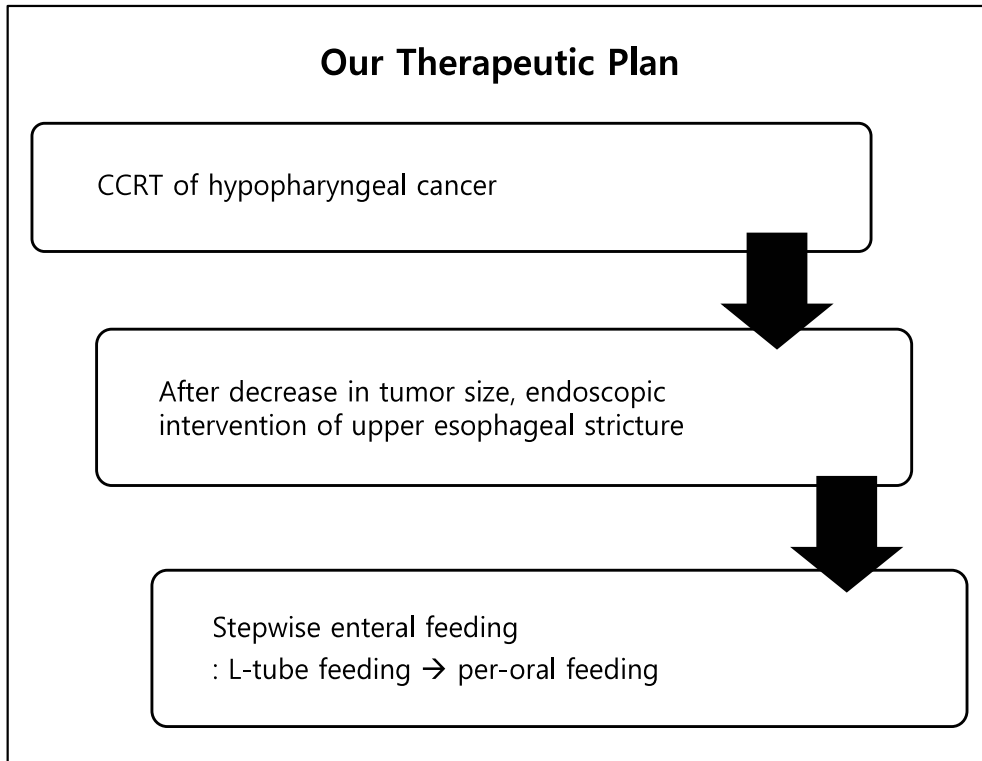 Our Therapeutic Plan
CCRT of hypopharyngeal cancer
After decrease in tumor size, endoscopic
intervention of upper esophageal stricture
Stepwise enteral feeding
: L-tube feeding → per-oral feeding